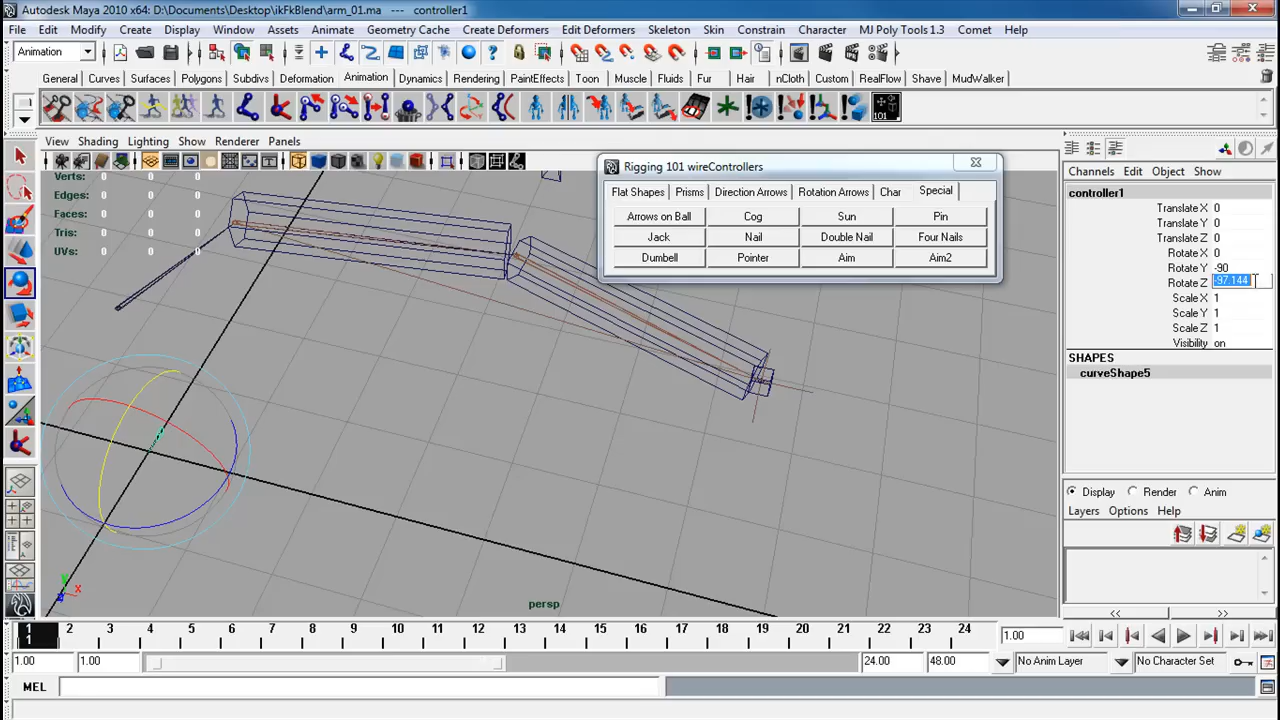 Autodesk Maya 2010 x64: D:\Documents\Desktop\ikFkBlend\arm_01.ma --- controller1
File Edit Modify Create Display Window Assets Animate Geometry Cache Create Deformers Edit Deformers Skeleton Skin Constrain Character MJ Poly Tools 1.3 Comet Help
Animation
General Curves Surfaces Polygons Subdivs Deformation Animation Dynamics Rendering PaintEffects Toon Muscle Fluids Fur Hair nCloth Custom RealFlow Shave MudWalker
101
View Shading Lighting Show Renderer Panels
Channels Edit Object Show
Verts: 0 0 0
Edges: 0 0 0
Faces: 0 0 0
Tris: 0 0 0
UVs: 0 0 0
Rigging 101 wireControllers
Flat Shapes Prisms Direction Arrows Rotation Arrows Char Special
Arrows on Ball Cog Sun Pin
Jack Nail Double Nail Four Nails
Dumbell Pointer Aim Aim2
controller1
Translate X 0
Translate Y 0
Translate Z 0
Rotate X 0
Rotate Y -90
Rotate Z -97.144
Scale X 1
Scale Y 1
Scale Z 1
Visibility on
SHAPES
curveShape5
Display Render Anim
Layers Options Help
y
x
z
persp
<< >>
1 2 3 4 5 6 7 8 9 10 11 12 13 14 15 16 17 18 19 20 21 22 23 24
1
1.00
1.00 1.00 24.00 48.00 No Anim Layer No Character Set
MEL